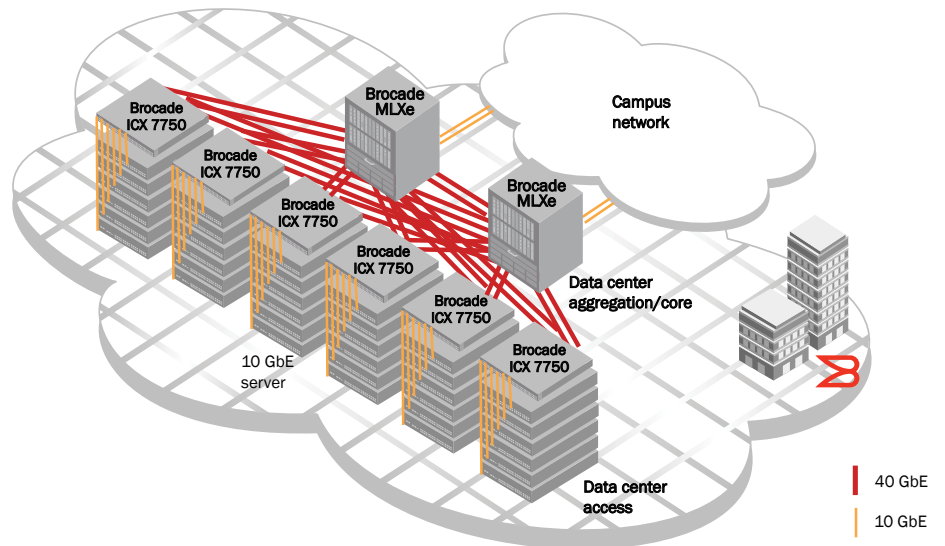 Brocade
MLXe
Campus
network
Brocade
ICX 7750
Brocade
ICX 7750
Brocade
MLXe
Brocade
ICX 7750
Brocade
ICX 7750
Data center
aggregation/core
Brocade
ICX 7750
Brocade
ICX 7750
10 GbE
server
Data center
access
40 GbE
10 GbE